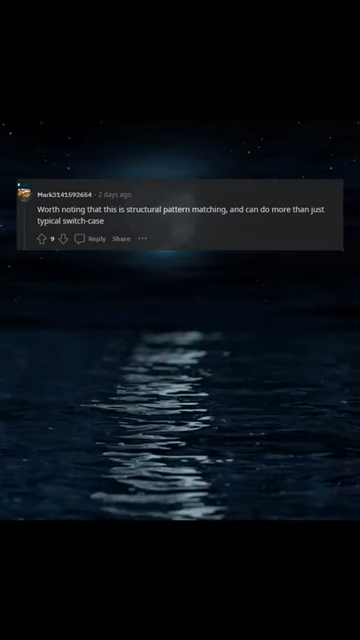 Mark3141592654 · 2 days ago
Worth noting that this is structural pattern matching, and can do more than just
typical switch-case
9 Reply Share ···